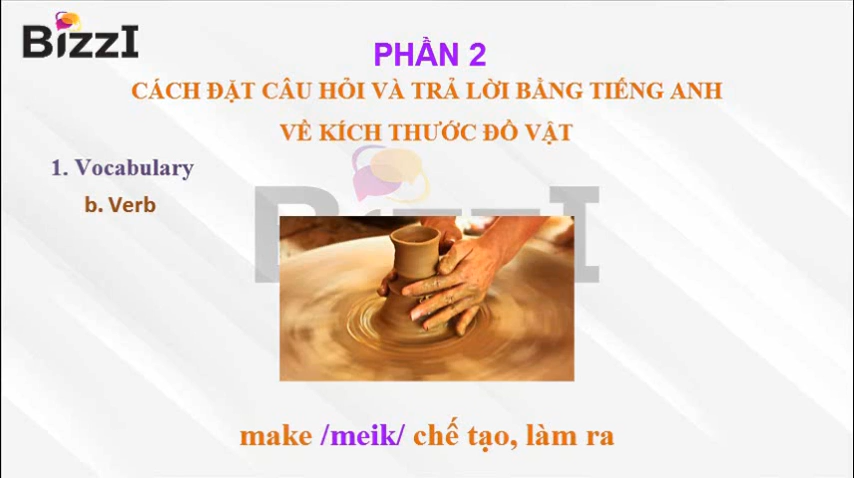 BizzI
PHẦN 2
CÁCH ĐẶT CÂU HỎI VÀ TRẢ LỜI BẰNG TIẾNG ANH
VỀ KÍCH THƯỚC ĐỒ VẬT
1. Vocabulary
b. Verb
BizzI
make /meik/ chế tạo, làm ra